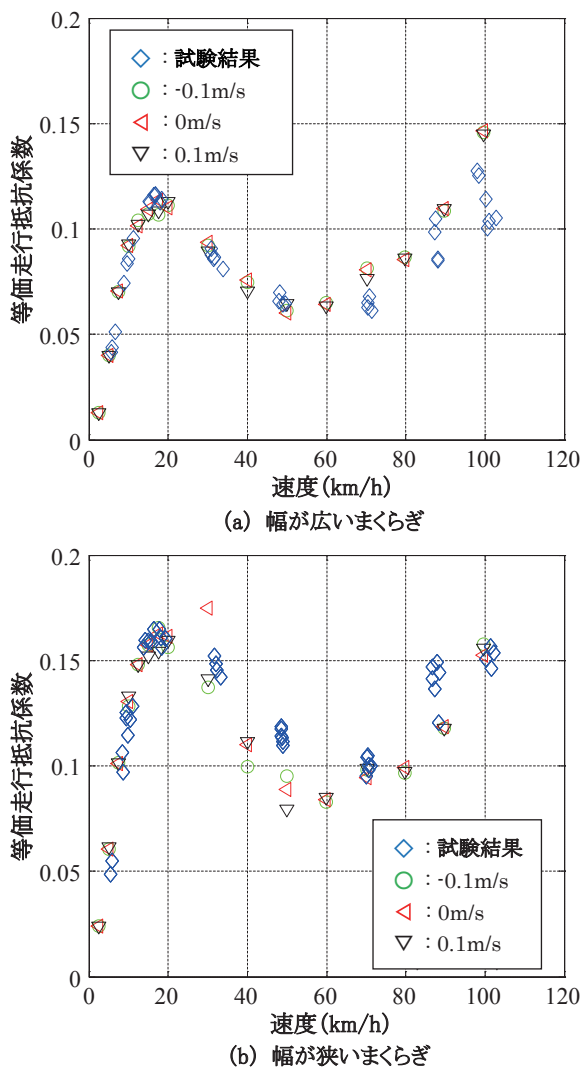 0.2
0.15
0.1
0.05
0
等価走行抵抗係数
◇ : 試験結果
○ : -0.1m/s
◁ : 0m/s
▽ : 0.1m/s
0 20 40 60 80 100 120
速度(km/h)
(a) 幅が広いまくらぎ
0.2
0.15
0.1
0.05
0
等価走行抵抗係数
◇ : 試験結果
○ : -0.1m/s
◁ : 0m/s
▽ : 0.1m/s
0 20 40 60 80 100 120
速度(km/h)
(b) 幅が狭いまくらぎ